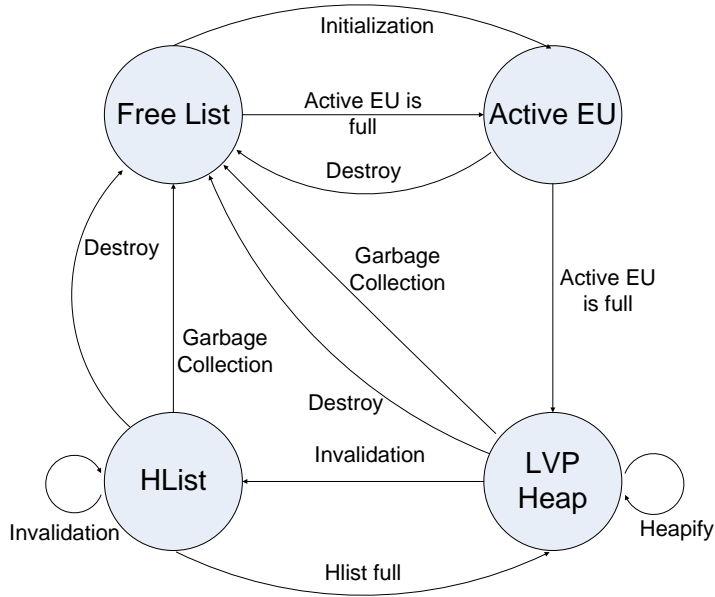 Initialization
Free List
Active EU is
full
Active EU
Destroy
Destroy
Garbage
Collection
Active EU
is full
Garbage
Collection
Destroy
Invalidation
HList
LVP
Heap
Invalidation
Heapify
Hlist full